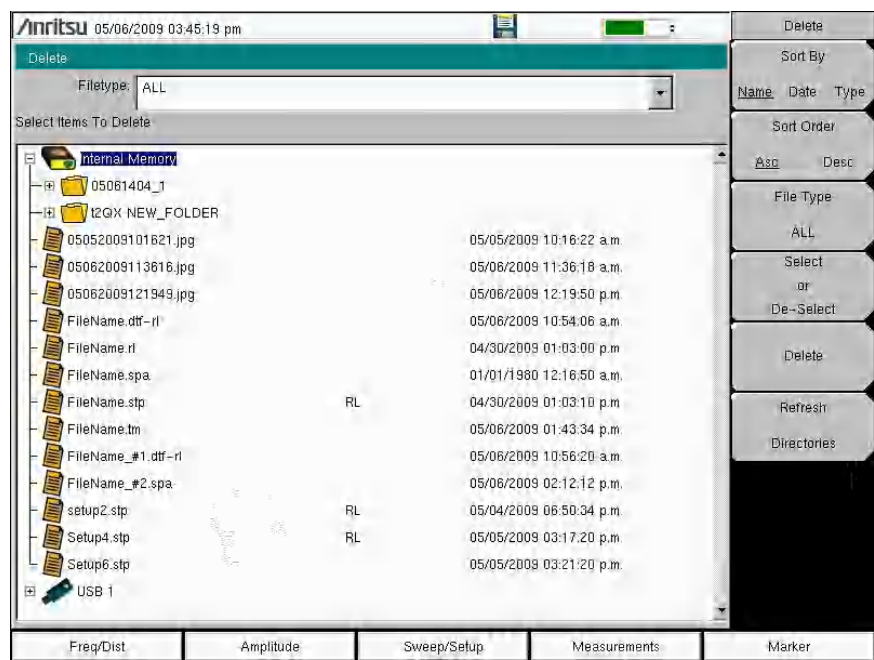 Anritsu 05/06/2009 03:45:19 pm
Delete
Filetype: ALL
Select Items To Delete
Internal Memory
05061404_1
t2QX NEW_FOLDER
05052009101621.jpg 05/05/2009 10:16:22 a.m.
05062009113616.jpg 05/06/2009 11:36:18 a.m.
05062009121949.jpg 05/06/2009 12:19:50 p.m.
FileName.dtf-rl 05/06/2009 10:54:06 a.m.
FileName.rl 04/30/2009 01:03:00 p.m.
FileName.spa 01/01/1980 12:16:50 a.m.
FileName.stp RL 04/30/2009 01:03:10 p.m.
FileName.tm 05/06/2009 01:43:34 p.m.
FileName_#1.dtf-rl 05/06/2009 10:56:20 a.m.
FileName_#2.spa 05/06/2009 02:12:12 p.m.
setup2.stp RL 05/04/2009 06:50:34 p.m.
Setup4.stp RL 05/05/2009 03:17:20 p.m.
Setup6.stp 05/05/2009 03:21:20 p.m.
USB 1
Delete
Sort By
Name Date Type
Sort Order
Asc Desc
File Type
ALL
Select
or
De-Select
Delete
Refresh
Directories
Freq/Dist Amplitude Sweep/Setup Measurements Marker